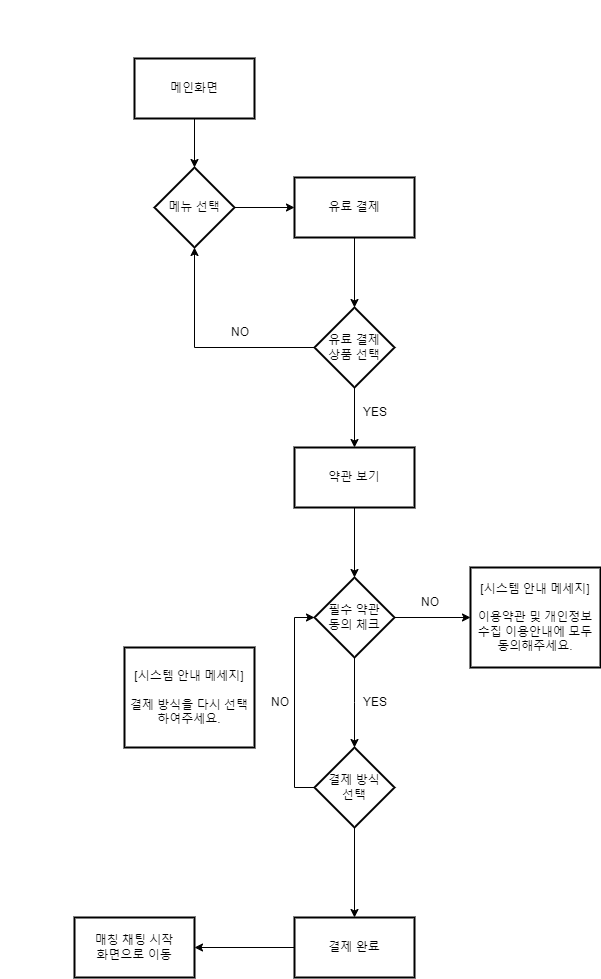 메인화면
메뉴 선택
유료 결제
유료 결제
상품 선택
NO
YES
약관 보기
필수 약관
동의 체크
NO
[시스템 안내 메세지]
이용약관 및 개인정보
수집 이용안내에 모두
동의해주세요.
[시스템 안내 메세지]
결제 방식을 다시 선택
하여주세요.
NO
YES
결제 방식
선택
매칭 채팅 시작
화면으로 이동
결제 완료